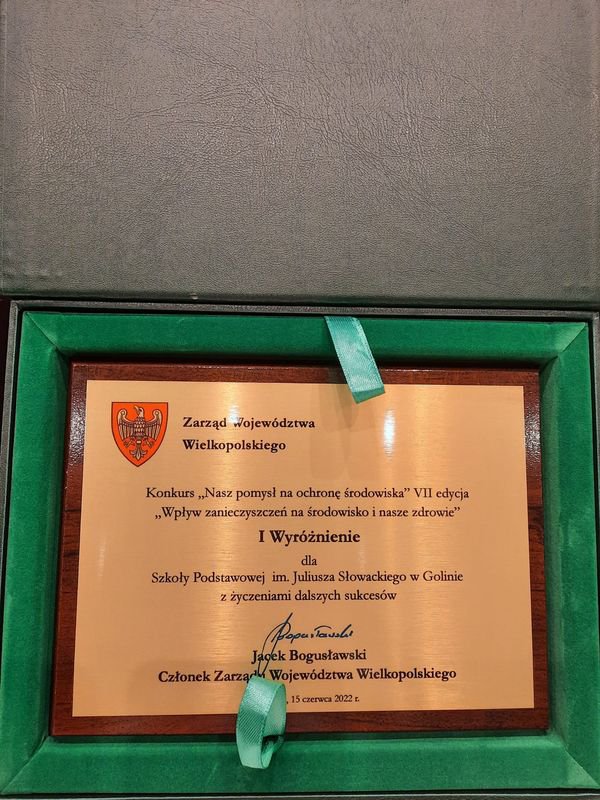 Zarząd Województwa
Wielkopolskiego
Konkurs „Nasz pomysł na ochronę środowiska” VII edycja
„Wpływ zanieczyszczeń na środowisko i nasze zdrowie”
I Wyróżnienie
dla
Szkoły Podstawowej im. Juliusza Słowackiego w Golinie
z życzeniami dalszych sukcesów
Bogusławski
Jacek Bogusławski
Członek Zarządu Województwa Wielkopolskiego
, 15 czerwca 2022 r.